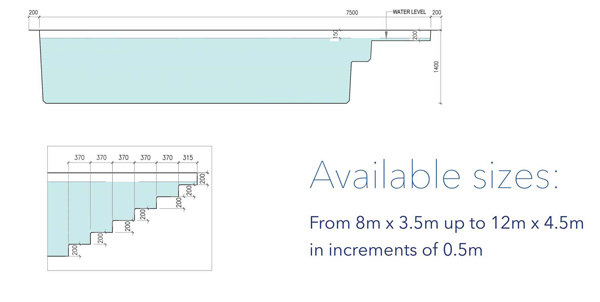 200 7500 200
WATER LEVEL
150 200
1400
370 370 370 370 370 315
200
200
200
200
200
200
200
Available sizes:
From 8m x 3.5m up to 12m x 4.5m
in increments of 0.5m